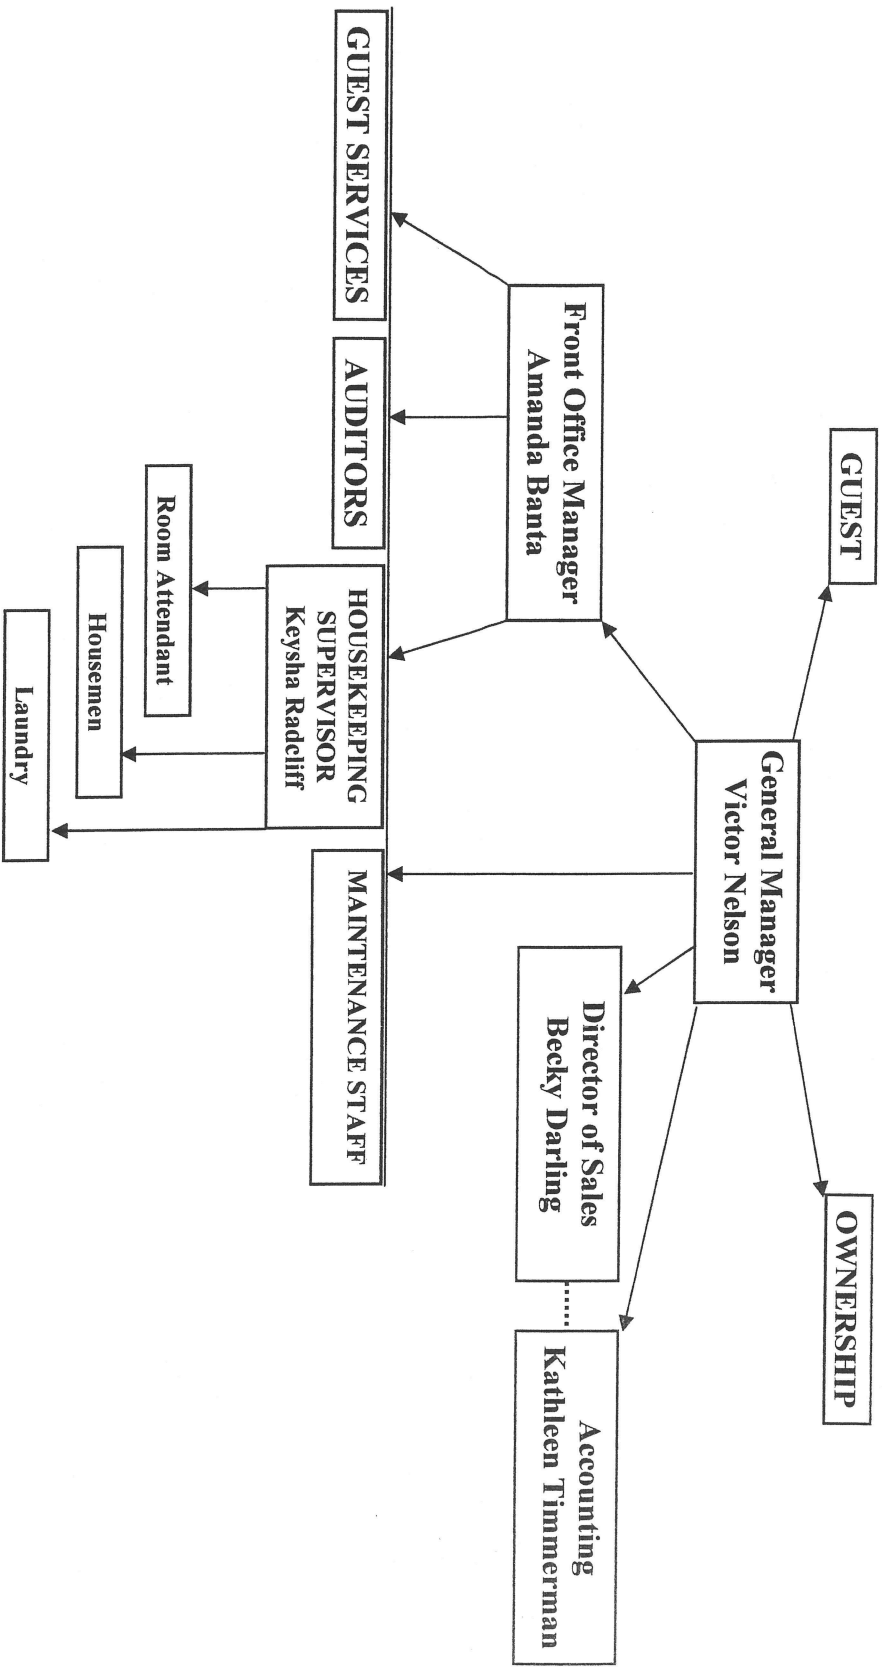 GUEST
OWNERSHIP
General Manager
Victor Nelson
Front Office Manager
Amanda Banta
Director of Sales
Becky Darling
Accounting
Kathleen Timmerman
GUEST SERVICES
AUDITORS
HOUSEKEEPING
SUPERVISOR
Keysha Radcliff
MAINTENANCE STAFF
Room Attendant
Housemen
Laundry